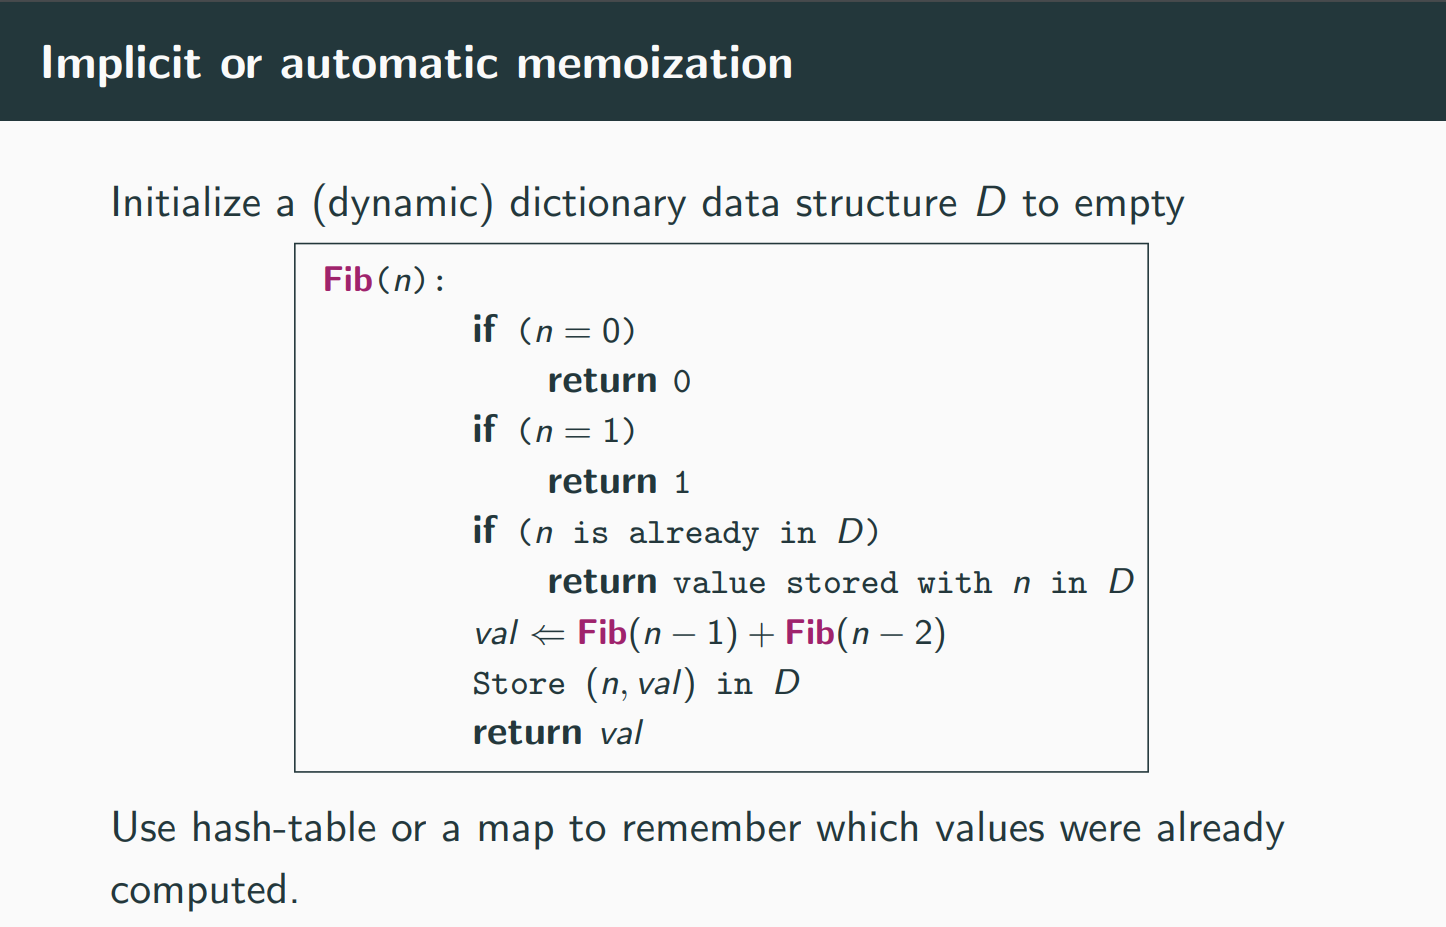 Implicit or automatic memoization
Initialize a (dynamic) dictionary data structure D to empty
Fib(n):
if (n = 0)
return 0
if (n = 1)
return 1
if (n is already in D)
return value stored with n in D
val ⇐ Fib(n − 1) + Fib(n − 2)
Store (n, val) in D
return val
Use hash-table or a map to remember which values were already
computed.